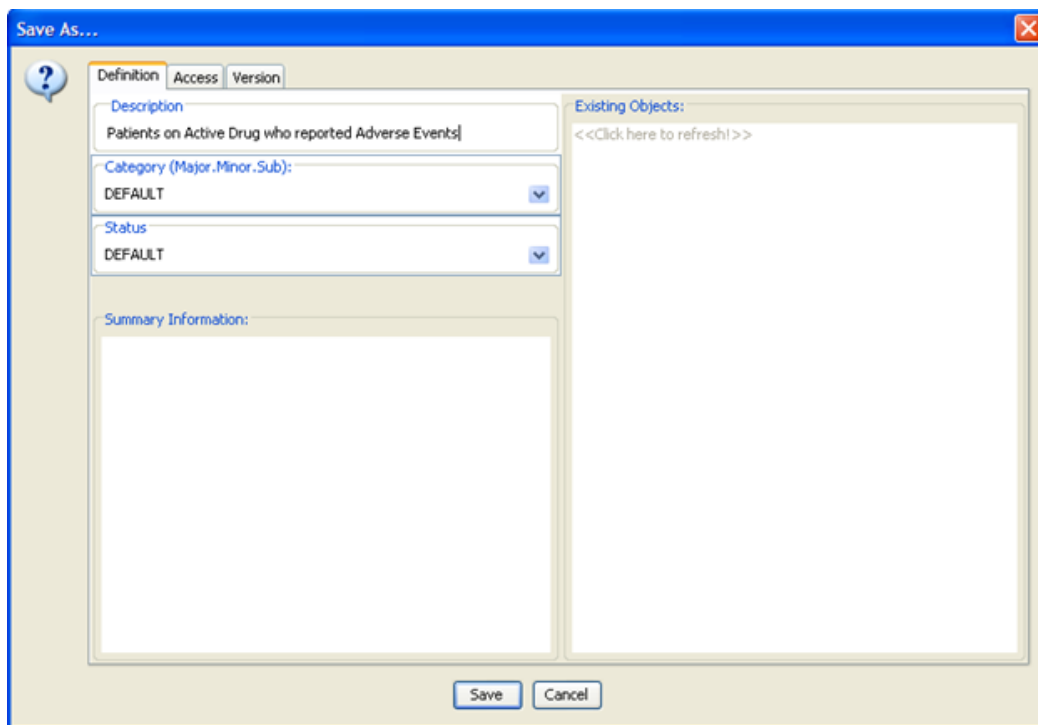 Save As...
Definition Access Version
Description
Patients on Active Drug who reported Adverse Events
Category (Major.Minor.Sub):
DEFAULT
Status
DEFAULT
Summary Information:
Existing Objects:
<<Click here to refresh!>>
Save Cancel